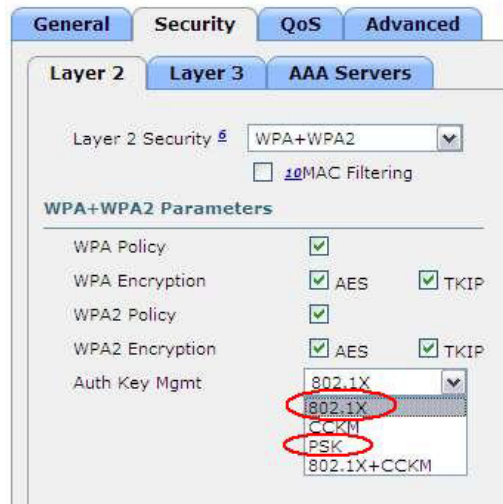 General Security QoS Advanced
Layer 2 Layer 3 AAA Servers
Layer 2 Security 6 WPA+WPA2
10MAC Filtering
WPA+WPA2 Parameters
WPA Policy
WPA Encryption AES TKIP
WPA2 Policy
WPA2 Encryption AES TKIP
Auth Key Mgmt 802.1X
802.1X
CCKM
PSK
802.1X+CCKM